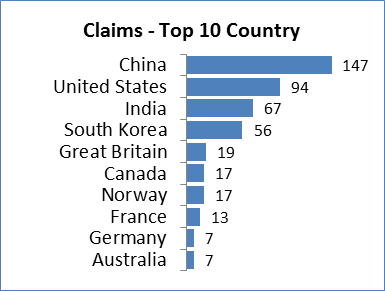 Claims - Top 10 Country
China 147
United States 94
India 67
South Korea 56
Great Britain 19
Canada 17
Norway 17
France 13
Germany 7
Australia 7